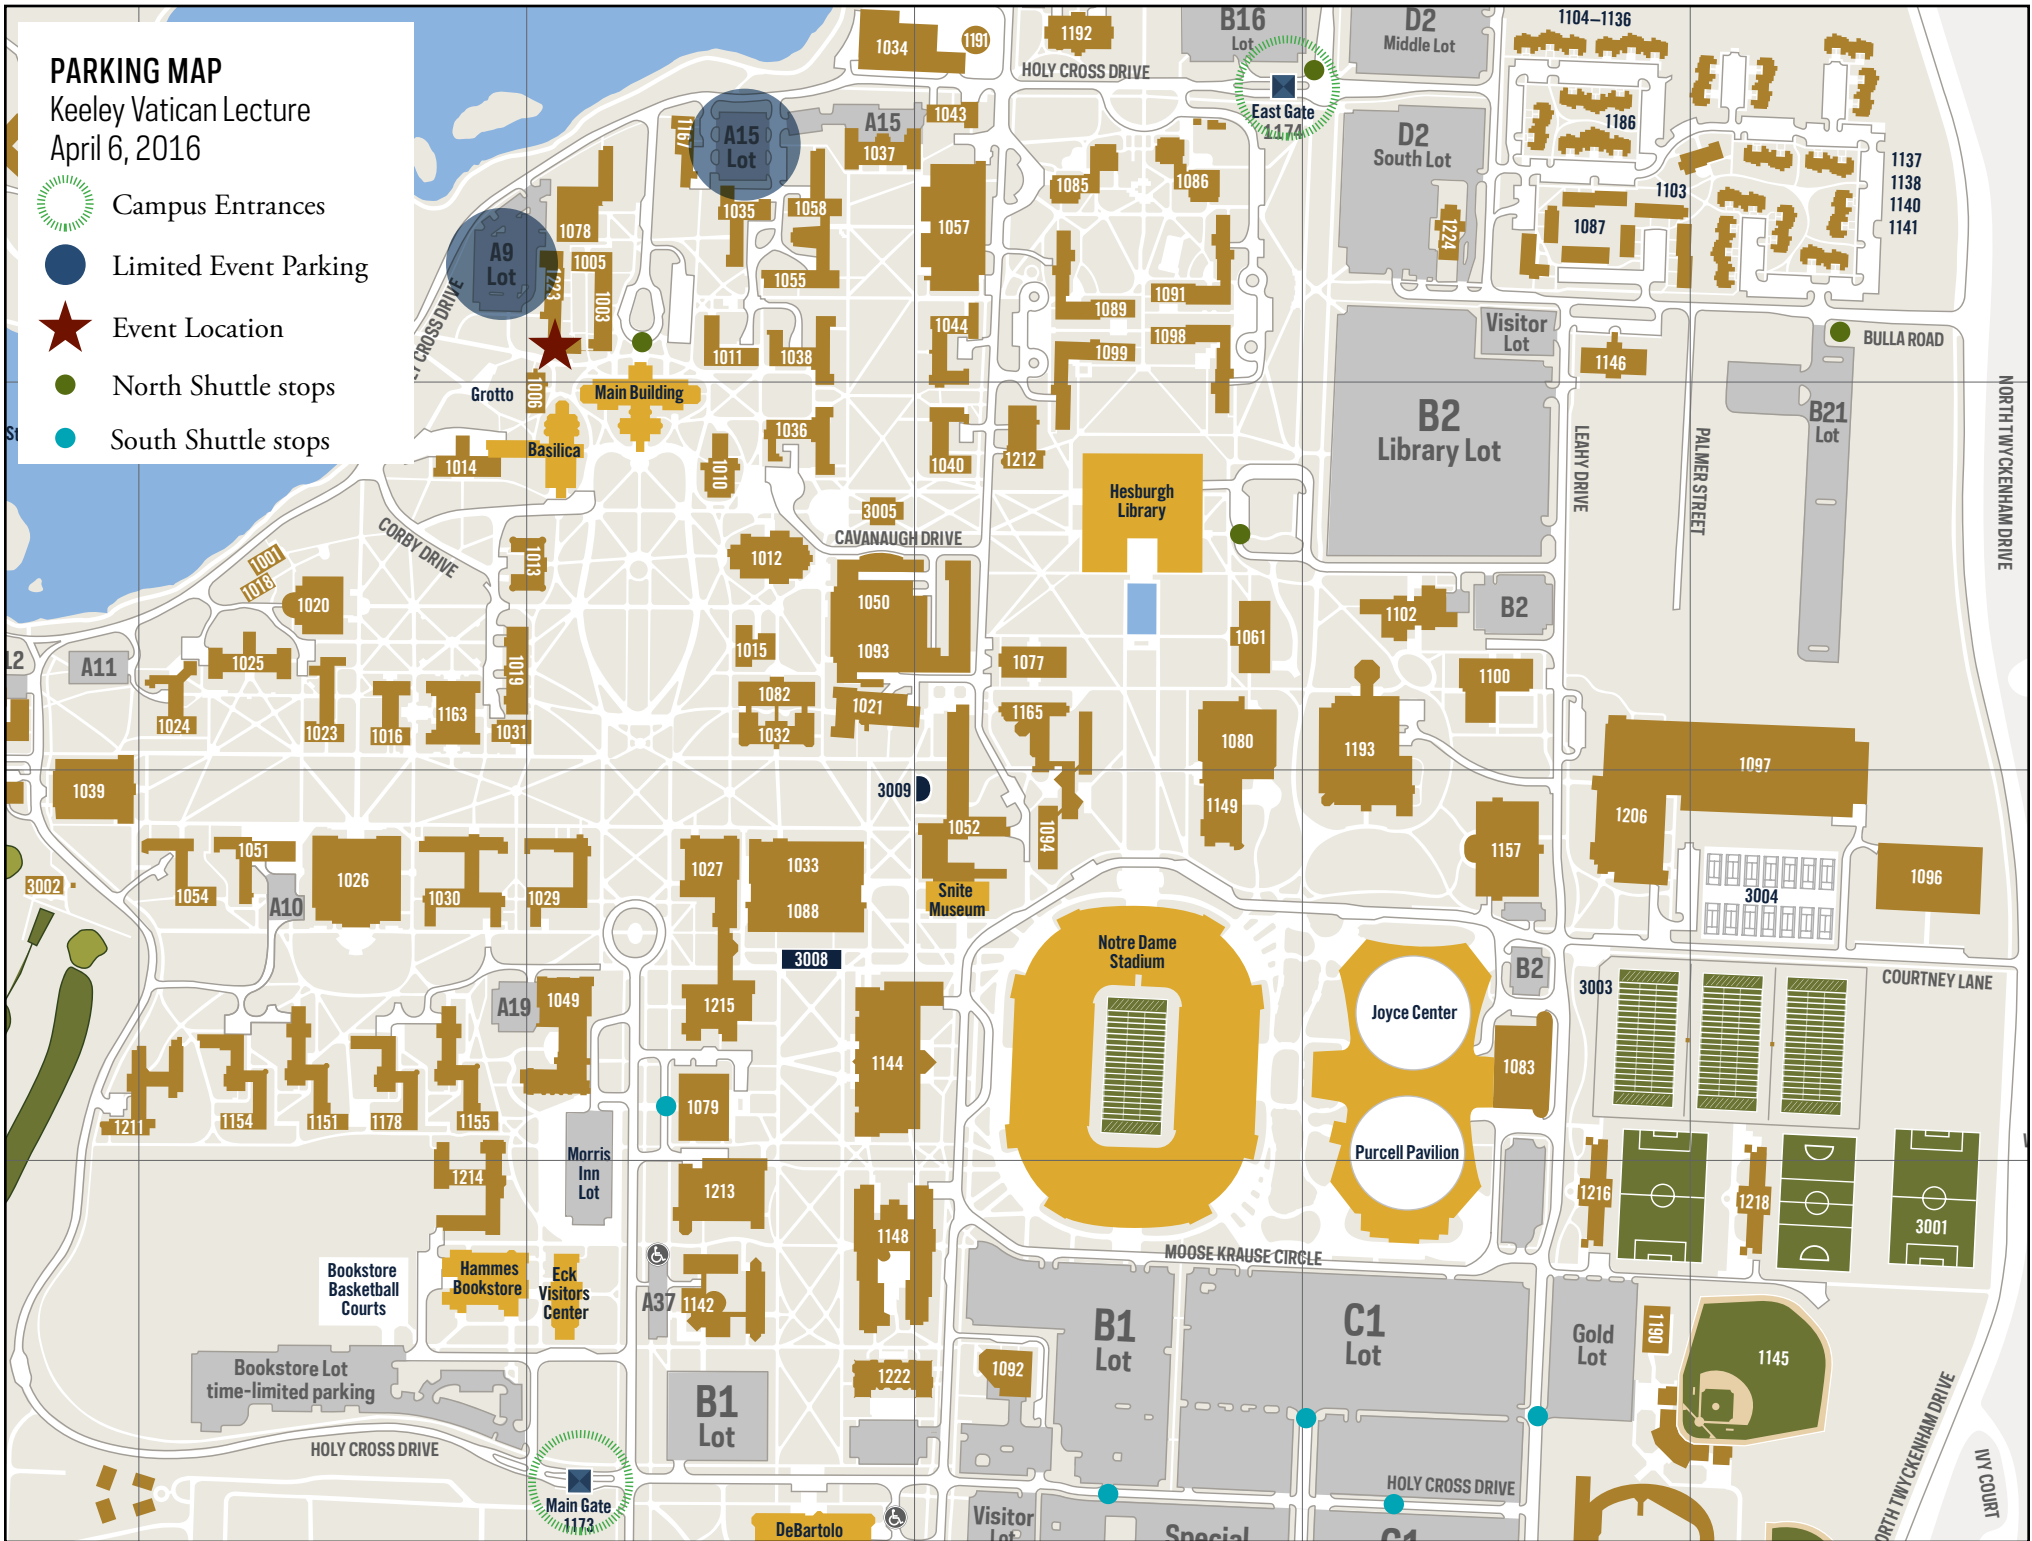 PARKING MAP
Keeley Vatican Lecture
April 6, 2016
Campus Entrances
Limited Event Parking
Event Location
North Shuttle stops
South Shuttle stops
1034
1191
1192
B16
Lot
D2
Middle Lot
1104–1136
HOLY CROSS DRIVE
East Gate
1174
1186
A15
Lot
1167
A15
1037
1043
D2
South Lot
1137
1138
1140
1141
1103
1087
1224
1085
1086
1035
1058
1057
1078
1005
A9
Lot
1223
1003
1055
1091
1089
1098
1099
1044
1011
1038
Visitor
Lot
1146
BULLA ROAD
Grotto
1006
Main Building
Basilica
1014
1010
1036
1040
1212
B2
Library Lot
LEAHY DRIVE
PALMER STREET
B21
Lot
NORTH TWYCKENHAM DRIVE
Hesburgh
Library
3005
CAVANAUGH DRIVE
CORBY DRIVE
1001
1018
1020
1013
1012
1050
1093
1061
1102
B2
12
A11
1025
1024
1023
1016
1163
1019
1031
1015
1082
1032
1021
1077
1165
1080
1149
1193
1100
1097
1206
1039
3009
1052
1094
1157
3004
1096
3002
1054
1051
A10
1026
1030
1029
1027
1033
1088
Snite
Museum
3008
Notre Dame
Stadium
Joyce Center
Purcell Pavilion
B2
3003
COURTNEY LANE
A19
1049
1215
1144
1083
1079
1211
1154
1151
1178
1155
1214
Morris
Inn
Lot
1213
1148
1216
1218
3001
MOOSE KRAUSE CIRCLE
Bookstore
Basketball
Courts
Hammes
Bookstore
Eck
Visitors
Center
A37
1142
B1
Lot
C1
Lot
Gold
Lot
1190
1145
1092
1222
Bookstore Lot
time-limited parking
B1
Lot
HOLY CROSS DRIVE
Main Gate
1173
DeBartolo
Visitor
Lot
Special
C1
HOLY CROSS DRIVE
IVY COURT